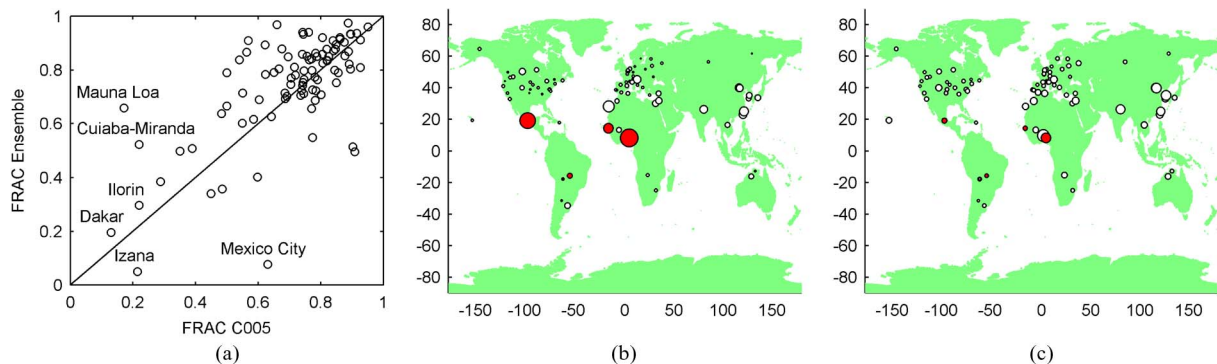 1
0.8
0.6
0.4
0.2
0
FRAC Ensemble
Mauna Loa
Cuiaba-Miranda
Ilorin
Dakar
Izana
Mexico City
0 0.2 0.4 0.6 0.8 1
FRAC C005
(a)
80
60
40
20
0
-20
-40
-60
-80
-150 -100 -50 0 50 100 150
(b)
80
60
40
20
0
-20
-40
-60
-80
-150 -100 -50 0 50 100 150
(c)